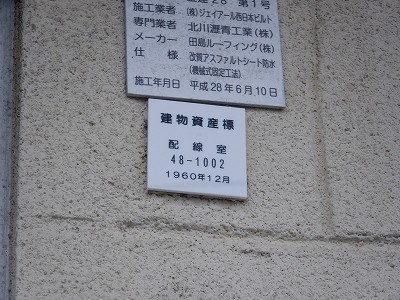 28 第1号
施工業者 (株)ジェイアール西日本ビルト
専門業者 北川瀝青工業(株)
メーカー 田島ルーフィング(株)
仕様 改質アスファルトシート防水
(機械式固定工法)
施工年月日 平成28年6月10日
建物資産標
配線室
48-1002
1960年12月